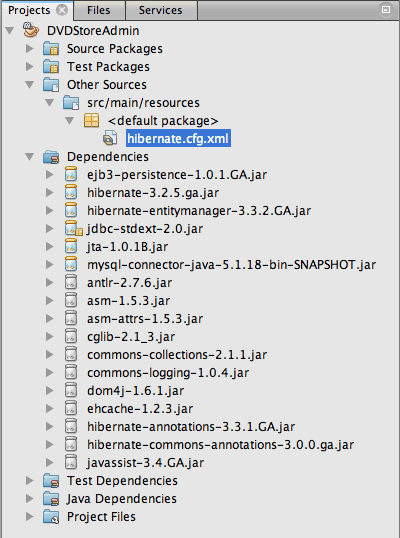 Projects
Files
Services
DVDStoreAdmin
Source Packages
Test Packages
Other Sources
src/main/resources
<default package>
hibernate.cfg.xml
Dependencies
ejb3-persistence-1.0.1.GA.jar
hibernate-3.2.5.ga.jar
hibernate-entitymanager-3.3.2.GA.jar
jdbc-stdext-2.0.jar
jta-1.0.1B.jar
mysql-connector-java-5.1.18-bin-SNAPSHOT.jar
antlr-2.7.6.jar
asm-1.5.3.jar
asm-attrs-1.5.3.jar
cglib-2.1_3.jar
commons-collections-2.1.1.jar
commons-logging-1.0.4.jar
dom4j-1.6.1.jar
ehcache-1.2.3.jar
hibernate-annotations-3.3.1.GA.jar
hibernate-commons-annotations-3.0.0.ga.jar
javassist-3.4.GA.jar
Test Dependencies
Java Dependencies
Project Files